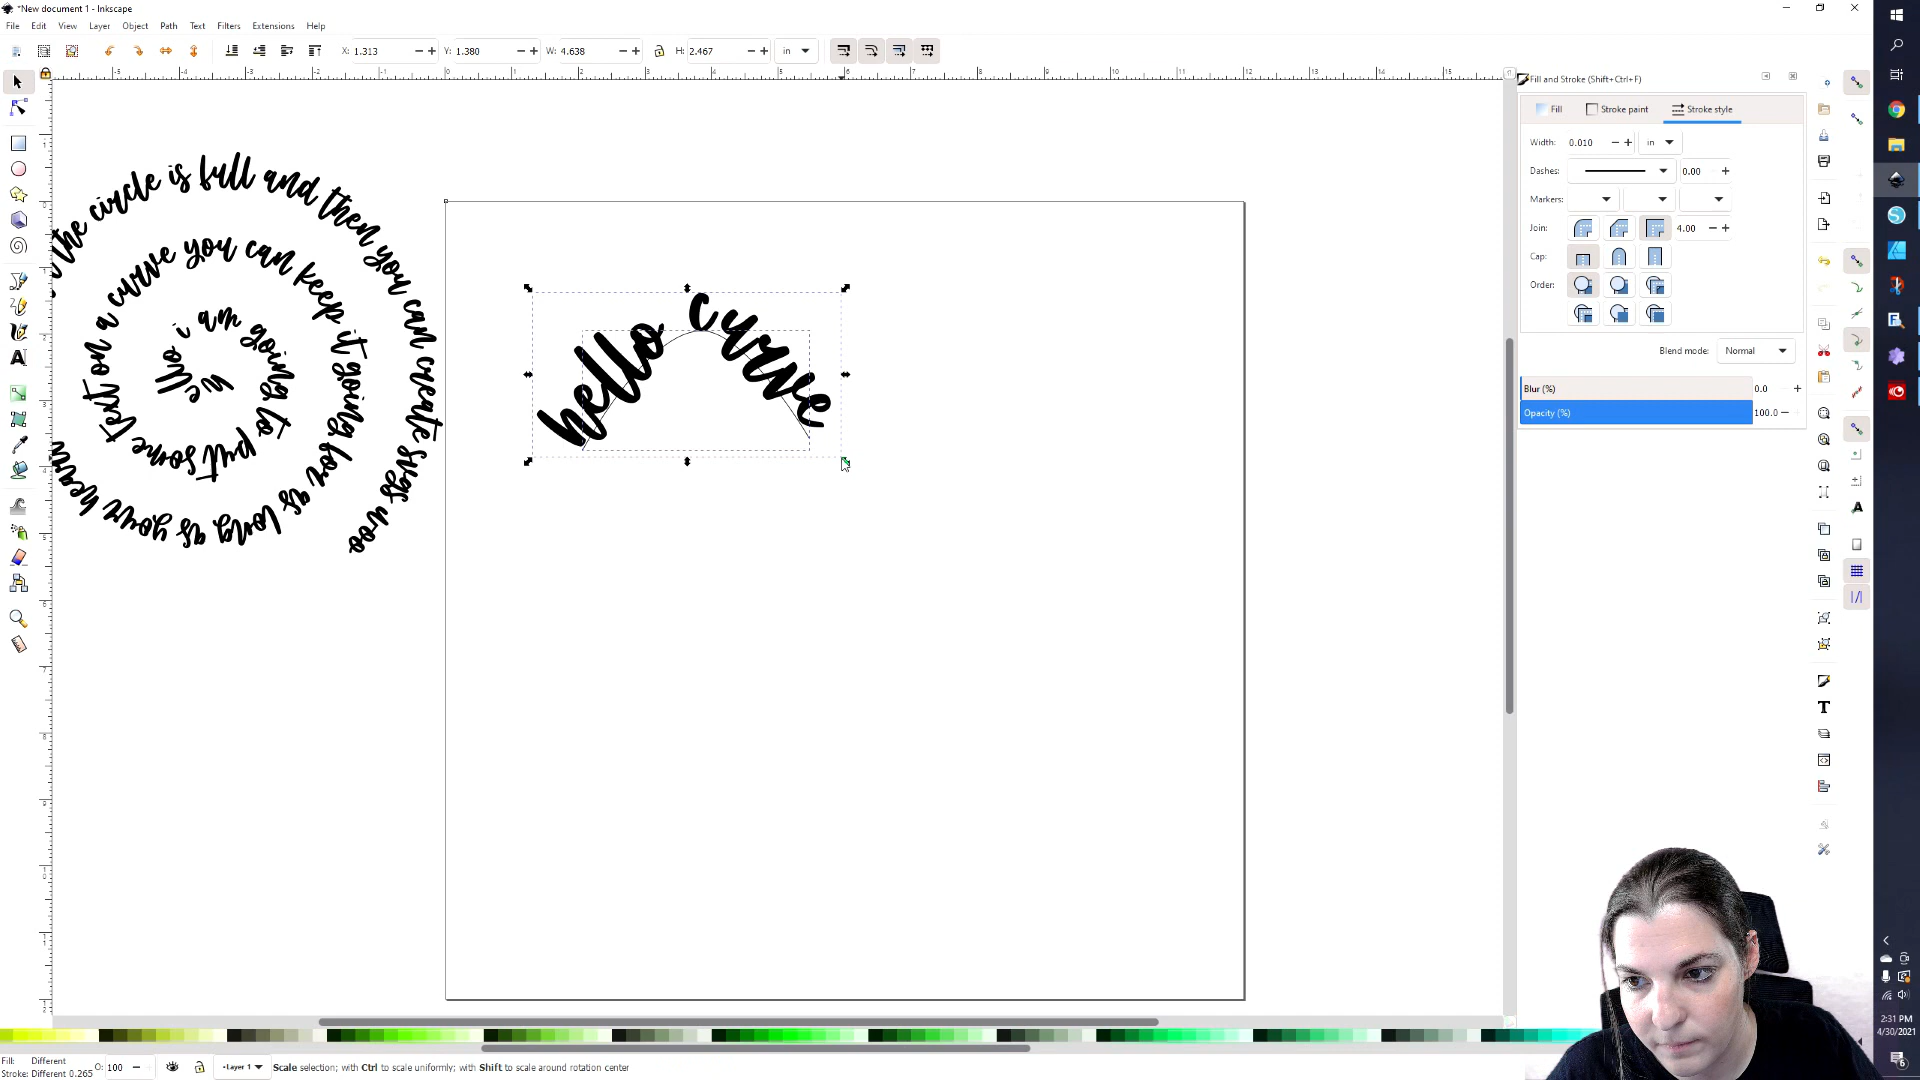 *New document 1 - Inkscape
File Edit View Layer Object Path Text Filters Extensions Help
X: 1.313 Y: 1.380 W: 4.638 H: 2.467 in
Fill and Stroke (Shift+Ctrl+F)
Fill Stroke paint Stroke style
Width: 0.010 in
Dashes: 0.00
Markers:
Join: 4.00
Cap:
Order:
Blend mode: Normal
Blur (%) 0.0
Opacity (%) 100.0
hello i am going to put some text on a curve you can keep it going for as long as your hear
the circle is full and then you can create svgs woo
hello curve
Fill: Different
Stroke: Different 0.265
O: 100
Layer 1
Scale selection; with Ctrl to scale uniformly; with Shift to scale around rotation center
2:31 PM
4/30/2021